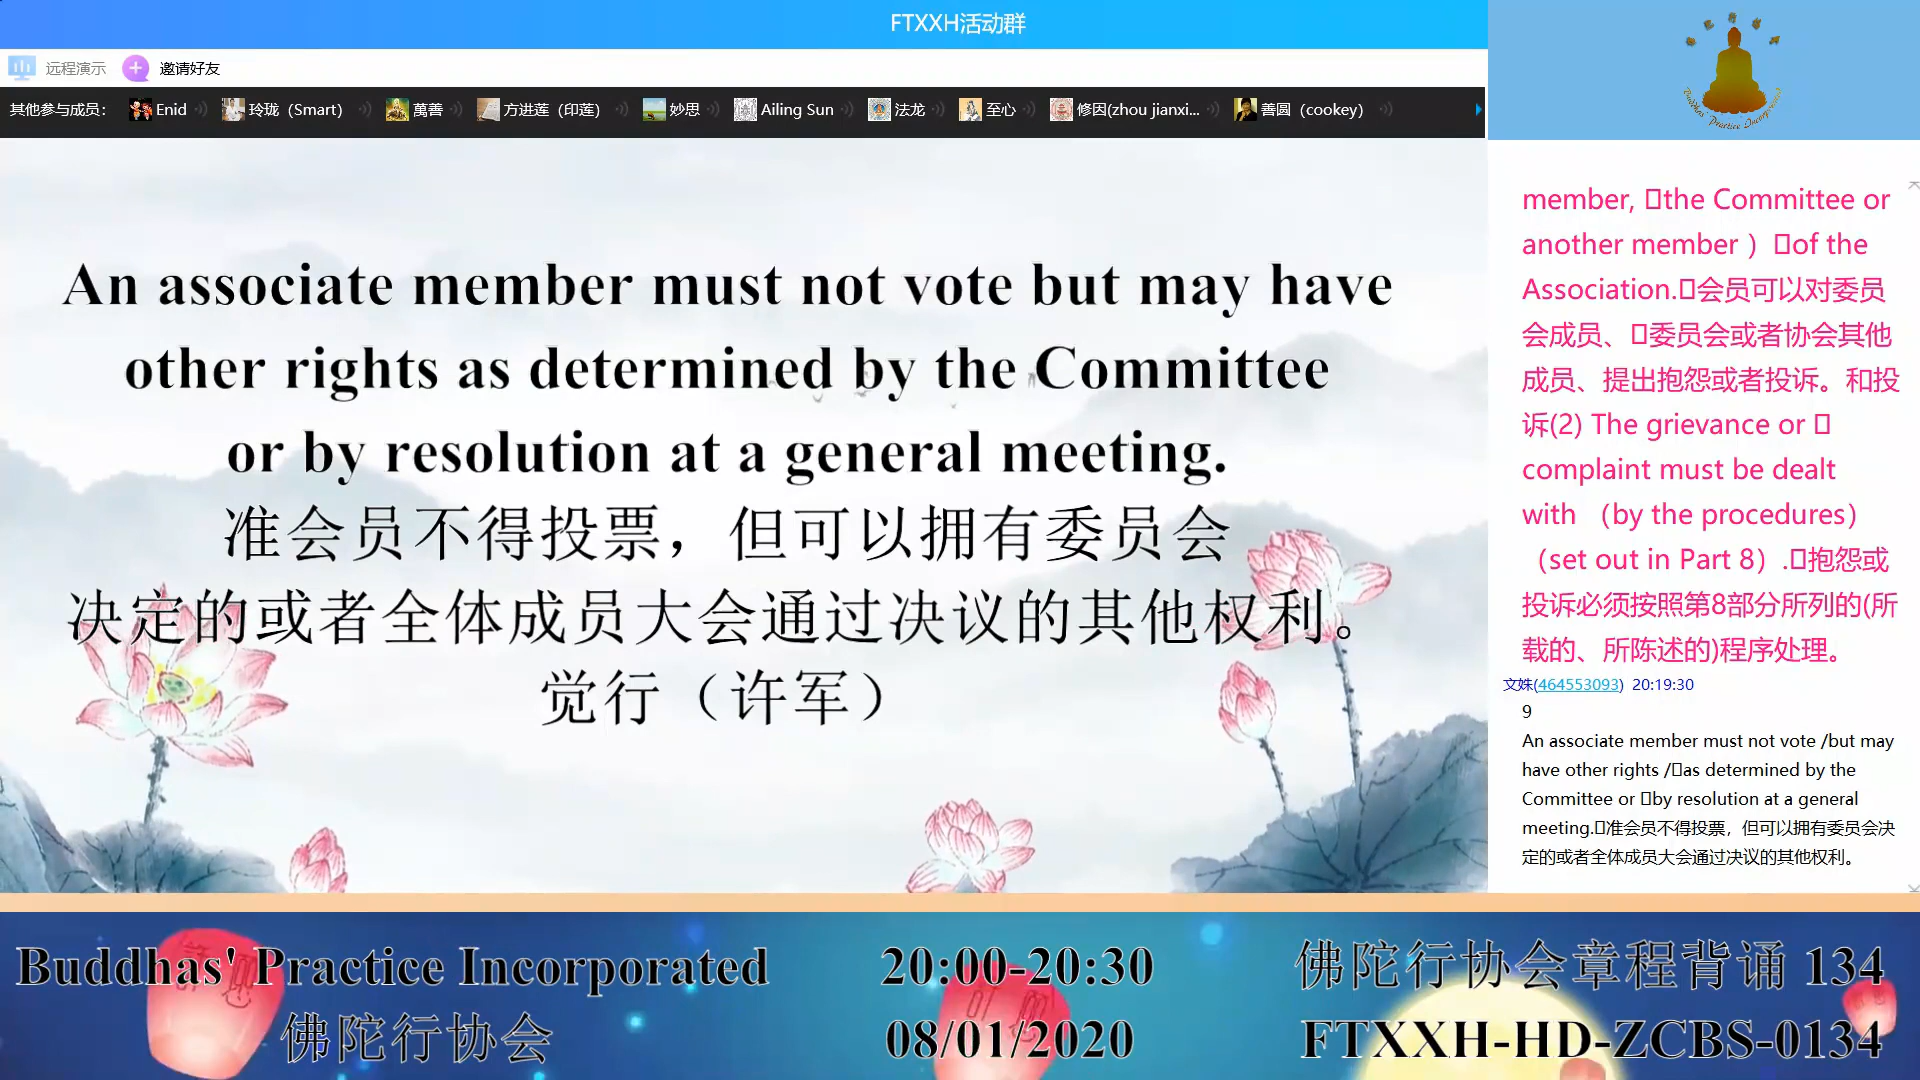 FTXXH活动群
远程演示
邀请好友
其他参与成员：
Enid
玲珑（Smart）
萬善
方进莲（印莲）
妙思
Ailing Sun
法龙
至心
修因(zhou jianxi...
善圆（cookey）
An associate member must not vote but may have
other rights as determined by the Committee
or by resolution at a general meeting.
准会员不得投票，但可以拥有委员会
决定的或者全体成员大会通过决议的其他权利。
觉行（许军）
Buddhas' Practice Incorporated
member, the Committee or
another member ）of the
Association.会员可以对委员
会成员、委员会或者协会其他
成员、提出抱怨或者投诉。和投
诉(2) The grievance or
complaint must be dealt
with （by the procedures）
（set out in Part 8）.抱怨或
投诉必须按照第8部分所列的(所
载的、所陈述的)程序处理。
文姝(464553093) 20:19:30
9
An associate member must not vote /but may
have other rights /as determined by the
Committee or by resolution at a general
meeting.准会员不得投票，但可以拥有委员会决
定的或者全体成员大会通过决议的其他权利。
Buddhas' Practice Incorporated
佛陀行协会
20:00-20:30
08/01/2020
佛陀行协会章程背诵 134
FTXXH-HD-ZCBS-0134